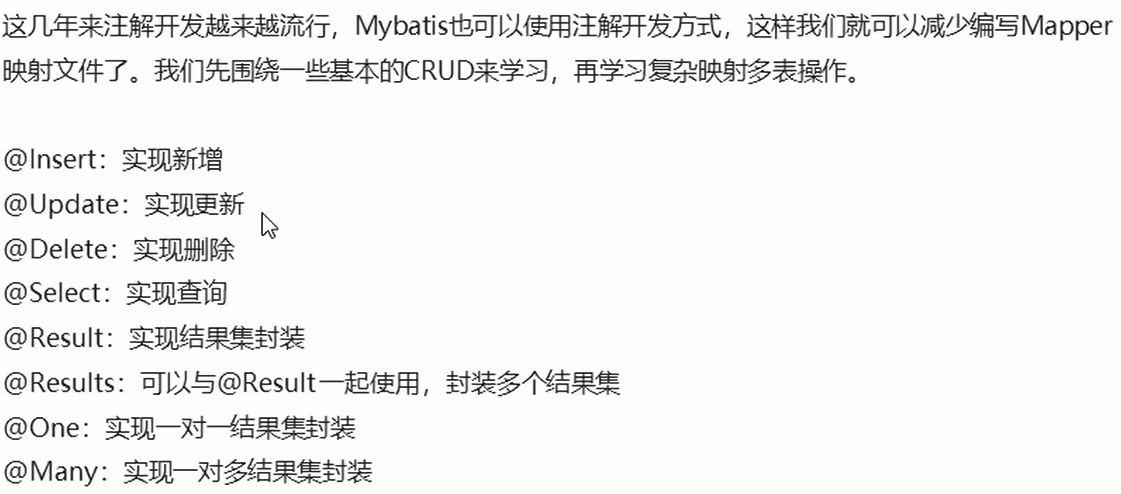 这几年来注解开发越来越流行，Mybatis也可以使用注解开发方式，这样我们就可以减少编写Mapper
映射文件了。我们先围绕一些基本的CRUD来学习，再学习复杂映射多表操作。
@Insert：实现新增
@Update：实现更新
@Delete：实现删除
@Select：实现查询
@Result：实现结果集封装
@Results：可以与@Result一起使用，封装多个结果集
@One：实现一对一结果集封装
@Many：实现一对多结果集封装